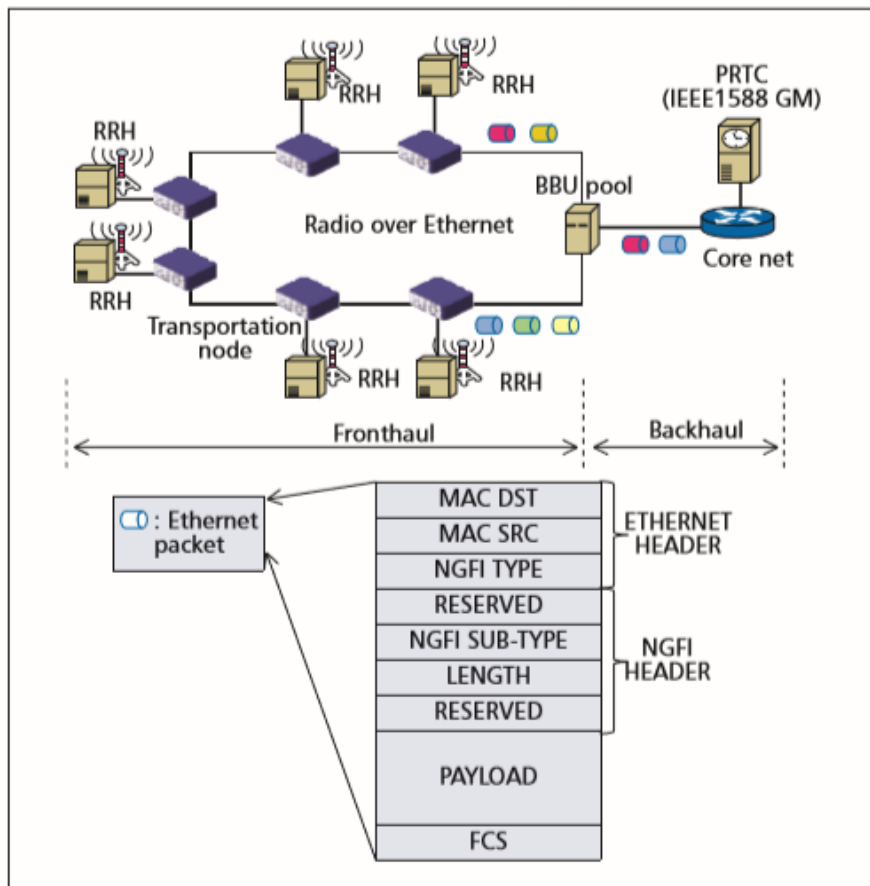 PRTC
(IEEE1588 GM)
RRH
RRH
RRH
BBU pool
Radio over Ethernet
Core net
RRH
Transportation
node
RRH
RRH
Fronthaul
Backhaul
: Ethernet
packet
MAC DST
MAC SRC
NGFI TYPE
ETHERNET
HEADER
RESERVED
NGFI SUB-TYPE
LENGTH
RESERVED
NGFI
HEADER
PAYLOAD
FCS